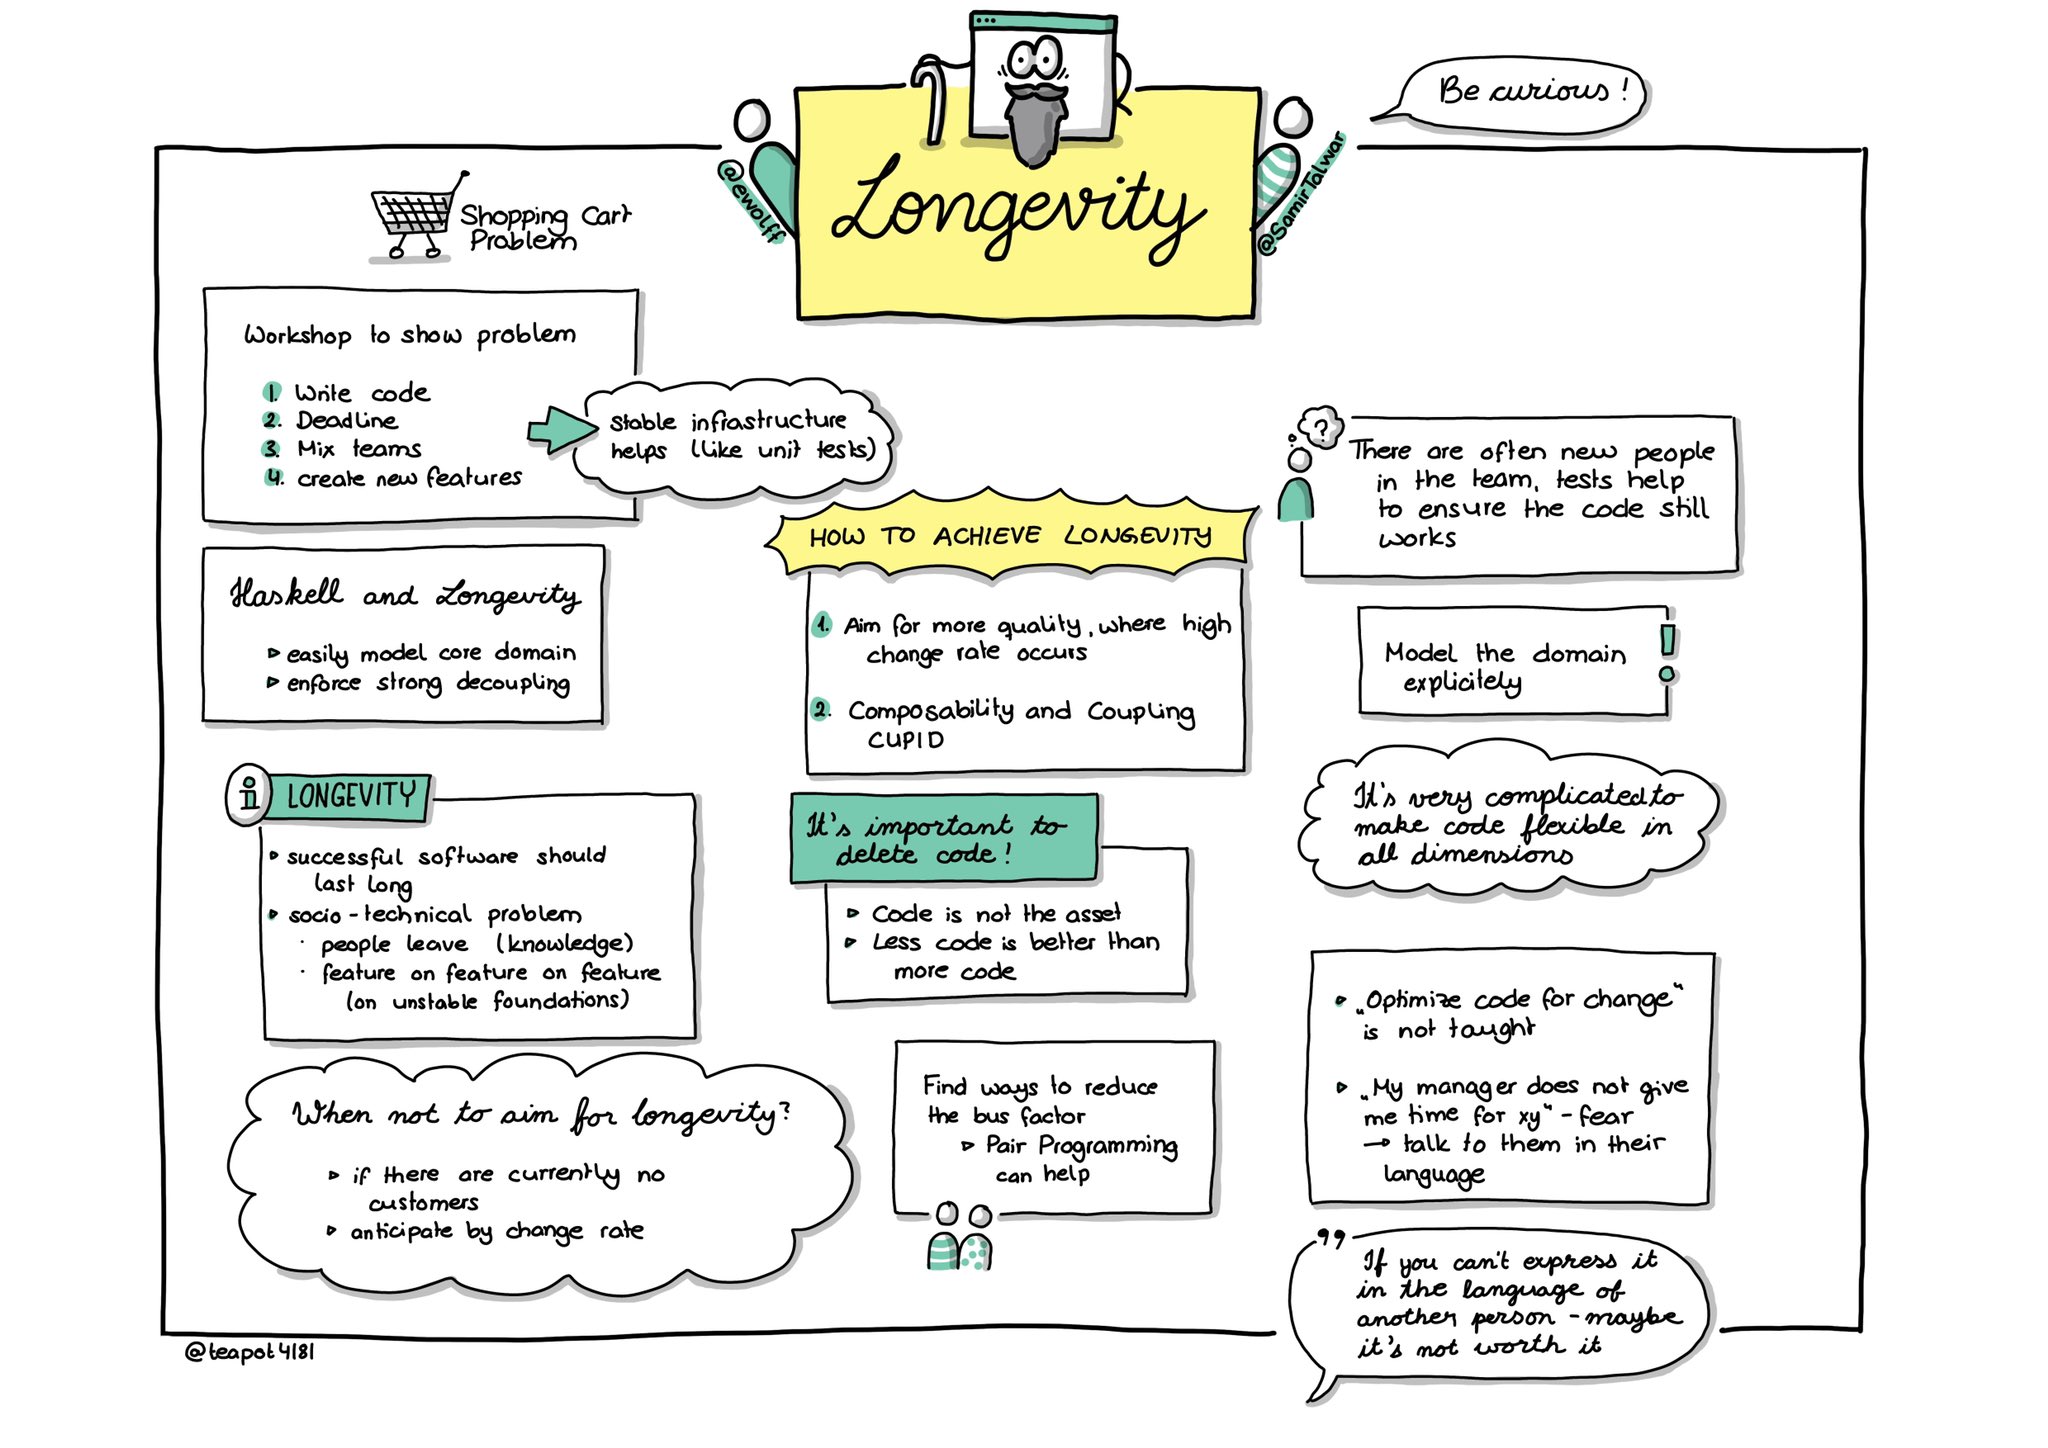 Be curious!
@ewolff
Longevity
@SamirTalwar
Shopping Cart
Problem
Workshop to show problem
1. Write code
2. Deadline
3. Mix teams
4. create new features
stable infrastructure
helps (like unit tests)
Haskell and Longevity
▹ easily model core domain
▹ enforce strong decoupling
i LONGEVITY
▹ successful software should
last long
▹ socio-technical problem
· people leave (knowledge)
· feature on feature on feature
(on unstable foundations)
When not to aim for longevity?
▹ if there are currently no
customers
▹ anticipate by change rate
HOW TO ACHIEVE LONGEVITY
1. Aim for more quality, where high
change rate occurs
2. Composability and Coupling
CUPID
It's important to
delete code!
▹ Code is not the asset
▹ Less code is better than
more code
Find ways to reduce
the bus factor
▹ Pair Programming
can help
?
There are often new people
in the team, tests help
to ensure the code still
works
Model the domain
explicitely
!
It's very complicated to
make code flexible in
all dimensions
▹ „Optimize code for change“
is not taught
▹ „My manager does not give
me time for xy“ - fear
→ talk to them in their
language
"
If you can't express it
in the language of
another person - maybe
it's not worth it
@teapot4181